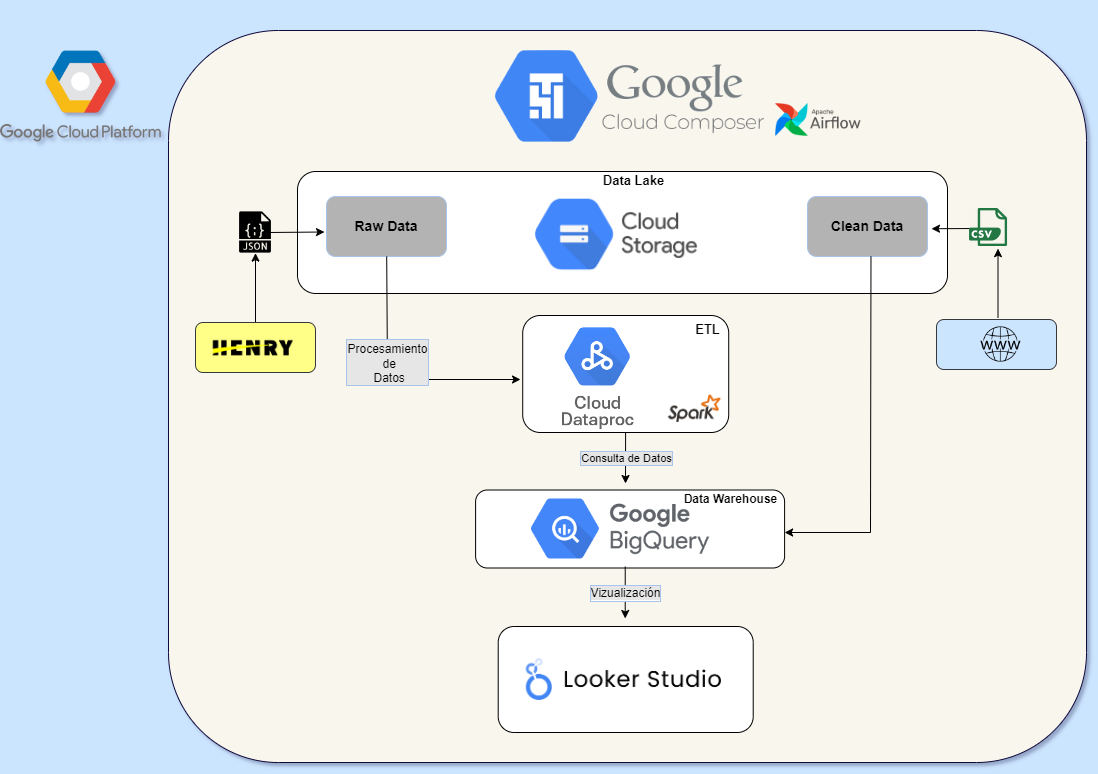 Google Cloud Platform
Google
Cloud Composer
Apache
Airflow
Data Lake
Raw Data
Cloud
Storage
Clean Data
{;}
JSON
CSV
HENRY
WWW
Procesamiento
de
Datos
ETL
Cloud
Dataproc
Spark
Consulta de Datos
Data Warehouse
Google
BigQuery
Vizualización
Looker Studio